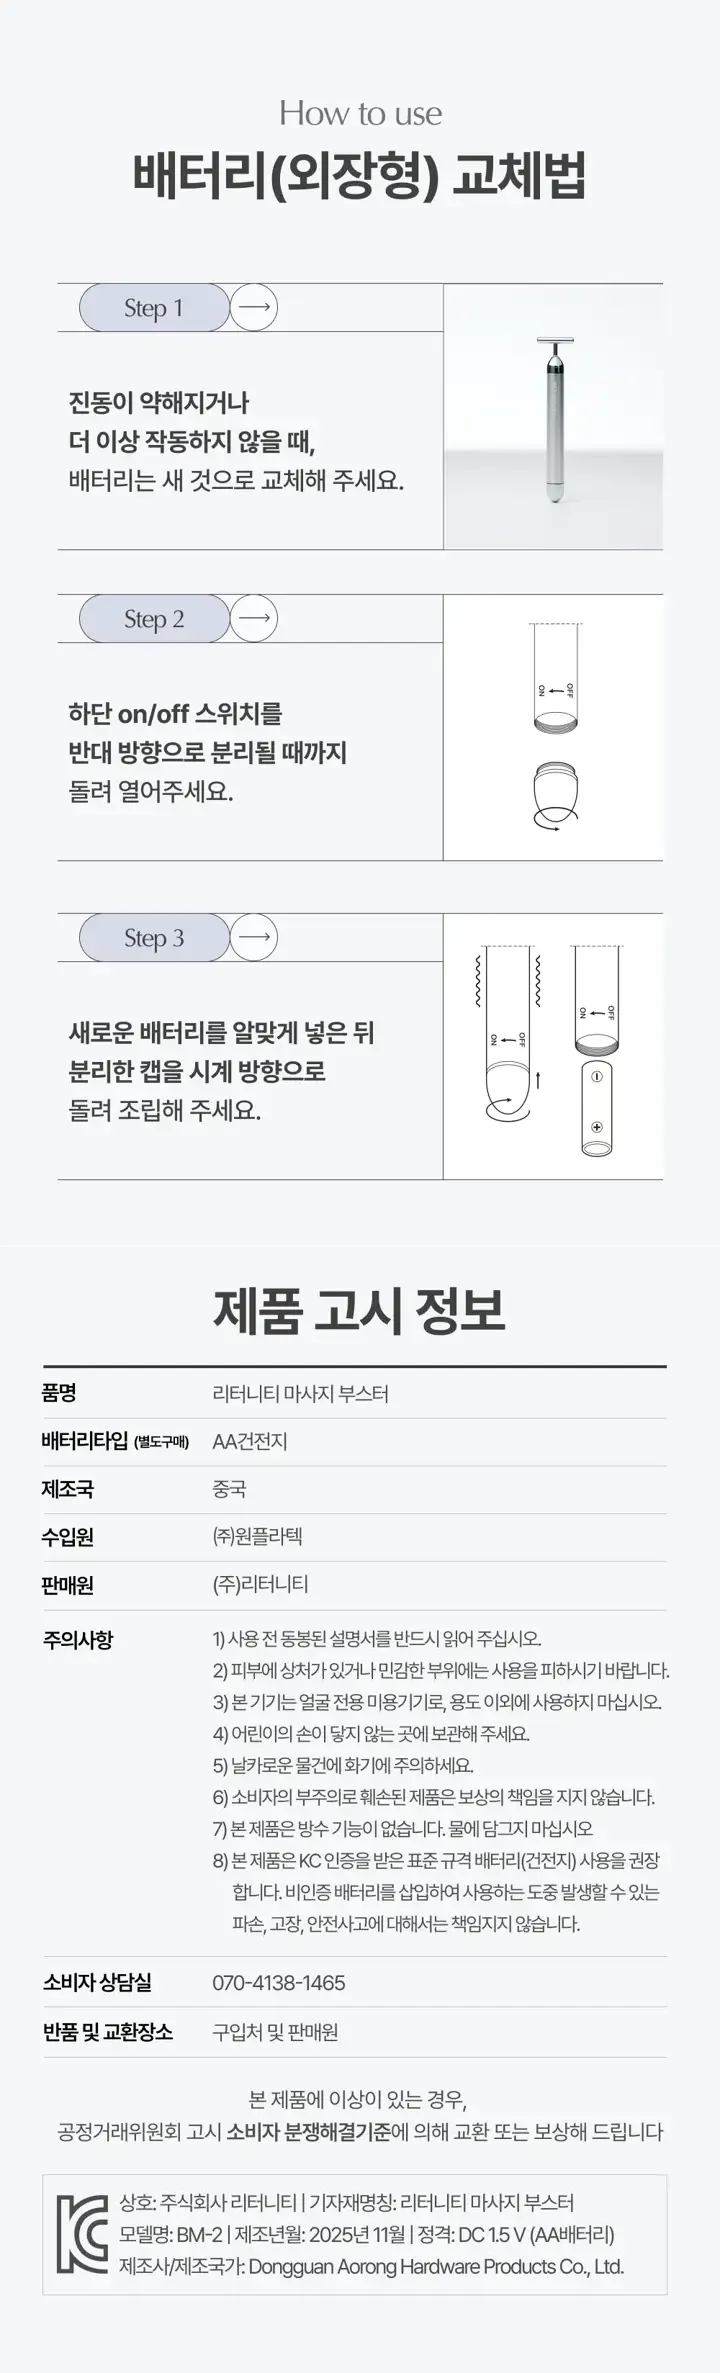 How to use
배터리(외장형) 교체법
Step 1
진동이 약해지거나
더 이상 작동하지 않을 때,
배터리는 새 것으로 교체해 주세요.
Step 2
하단 on/off 스위치를
반대 방향으로 분리될 때까지
돌려 열어주세요.
ON
OFF
Step 3
새로운 배터리를 알맞게 넣은 뒤
분리한 캡을 시계 방향으로
돌려 조립해 주세요.
ON
OFF
ON
OFF
제품 고시 정보
품명 리터니티 마사지 부스터
배터리타입 (별도구매) AA건전지
제조국 중국
수입원 ㈜원플라텍
판매원 (주)리터니티
주의사항 1) 사용 전 동봉된 설명서를 반드시 읽어 주십시오.
2) 피부에 상처가 있거나 민감한 부위에는 사용을 피하시기 바랍니다.
3) 본 기기는 얼굴 전용 미용기기로, 용도 이외에 사용하지 마십시오.
4) 어린이의 손이 닿지 않는 곳에 보관해 주세요.
5) 날카로운 물건에 화기에 주의하세요.
6) 소비자의 부주의로 훼손된 제품은 보상의 책임을 지지 않습니다.
7) 본 제품은 방수 기능이 없습니다. 물에 담그지 마십시오
8) 본 제품은 KC 인증을 받은 표준 규격 배터리(건전지) 사용을 권장
합니다. 비인증 배터리를 삽입하여 사용하는 도중 발생할 수 있는
파손, 고장, 안전사고에 대해서는 책임지지 않습니다.
소비자 상담실 070-4138-1465
반품 및 교환장소 구입처 및 판매원
본 제품에 이상이 있는 경우,
공정거래위원회 고시 소비자 분쟁해결기준에 의해 교환 또는 보상해 드립니다
KC
상호: 주식회사 리터니티 | 기자재명칭: 리터니티 마사지 부스터
모델명: BM-2 | 제조년월: 2025년 11월 | 정격: DC 1.5 V (AA배터리)
제조사/제조국가: Dongguan Aorong Hardware Products Co., Ltd.